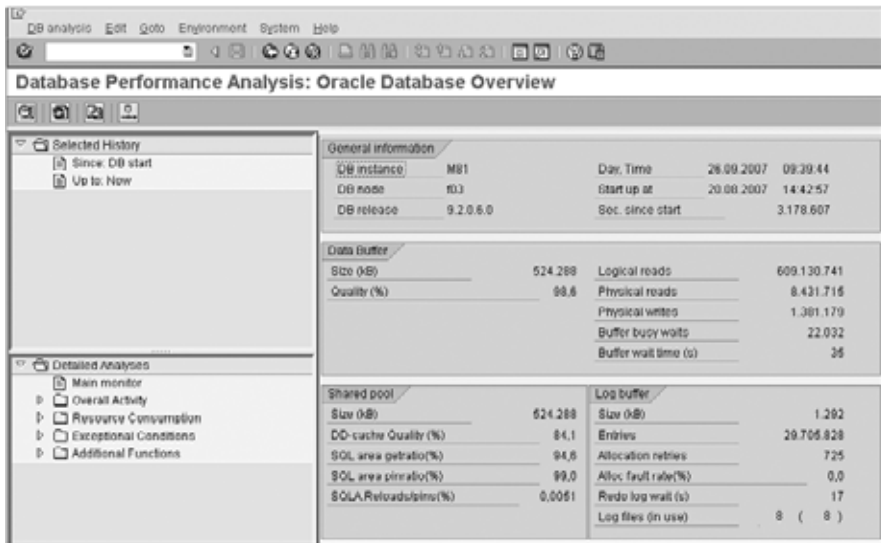 DB analysis Edit Goto Environment System Help
Database Performance Analysis: Oracle Database Overview
Selected History
Since: DB start
Up to: Now
General information
DB instance M81 Day, Time 26.09.2007 09:39:44
DB node f03 Start up at 20.08.2007 14:42:57
DB release 9.2.0.6.0 Sec. since start 3.178.607
Data Buffer
Size (kB) 524.288 Logical reads 609.130.741
Quality (%) 98,6 Physical reads 8.431.715
Physical writes 1.381.179
Buffer busy waits 22.032
Buffer wait time (s) 35
Detailed Analyses
Main monitor
Overall Activity
Resource Consumption
Exceptional Conditions
Additional Functions
Shared pool
Size (kB) 524.288
DD-cache Quality (%) 84,1
SQL area getratio(%) 94,6
SQL area pinratio(%) 99,0
SQLA.Reloads/pins(%) 0,0051
Log buffer
Size (kB) 1.292
Entries 29.705.828
Allocation retries 725
Alloc fault rate(%) 0,0
Redo log wait (s) 17
Log files (in use) 8 ( 8 )